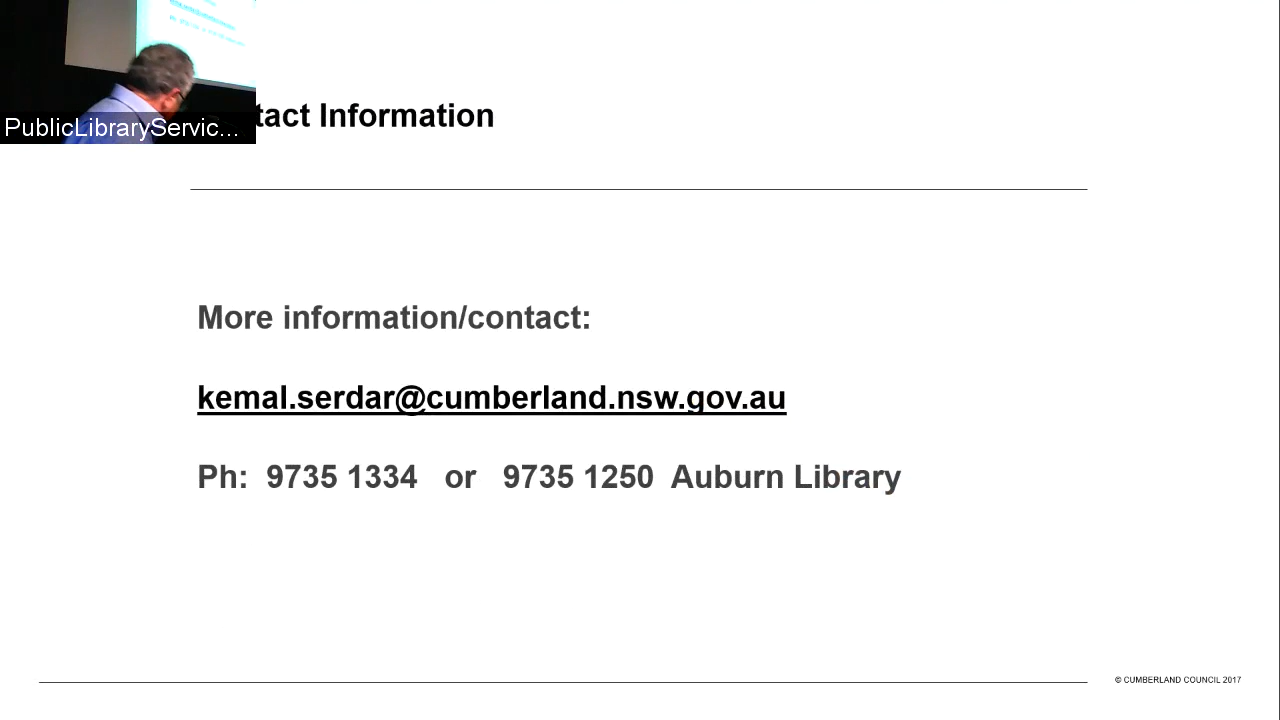 PublicLibraryServic...
tact Information
More information/contact:
kemal.serdar@cumberland.nsw.gov.au
Ph: 9735 1334 or 9735 1250 Auburn Library
© CUMBERLAND COUNCIL 2017